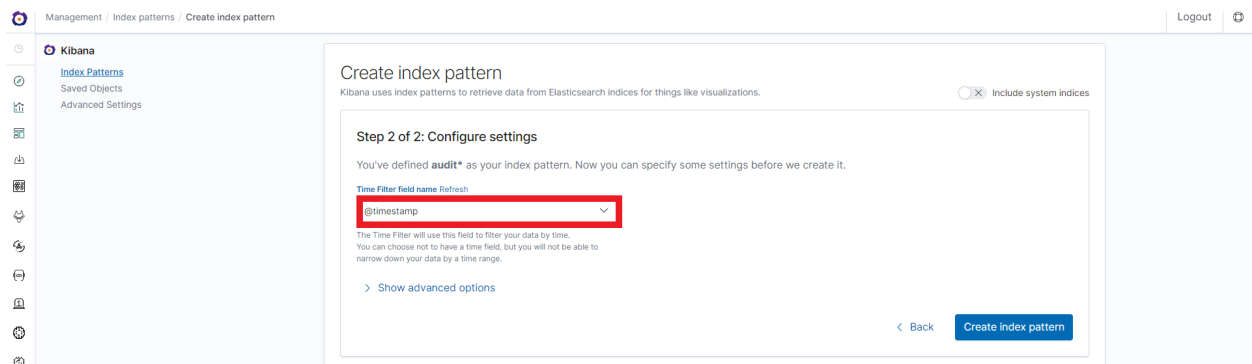 Management / Index patterns / Create index pattern
Logout
Kibana
Index Patterns
Saved Objects
Advanced Settings
Create index pattern
Kibana uses index patterns to retrieve data from Elasticsearch indices for things like visualizations.
Include system indices
Step 2 of 2: Configure settings
You've defined audit* as your index pattern. Now you can specify some settings before we create it.
Time Filter field name Refresh
@timestamp
The Time Filter will use this field to filter your data by time.
You can choose not to have a time field, but you will not be able to
narrow down your data by a time range.
Show advanced options
Back
Create index pattern